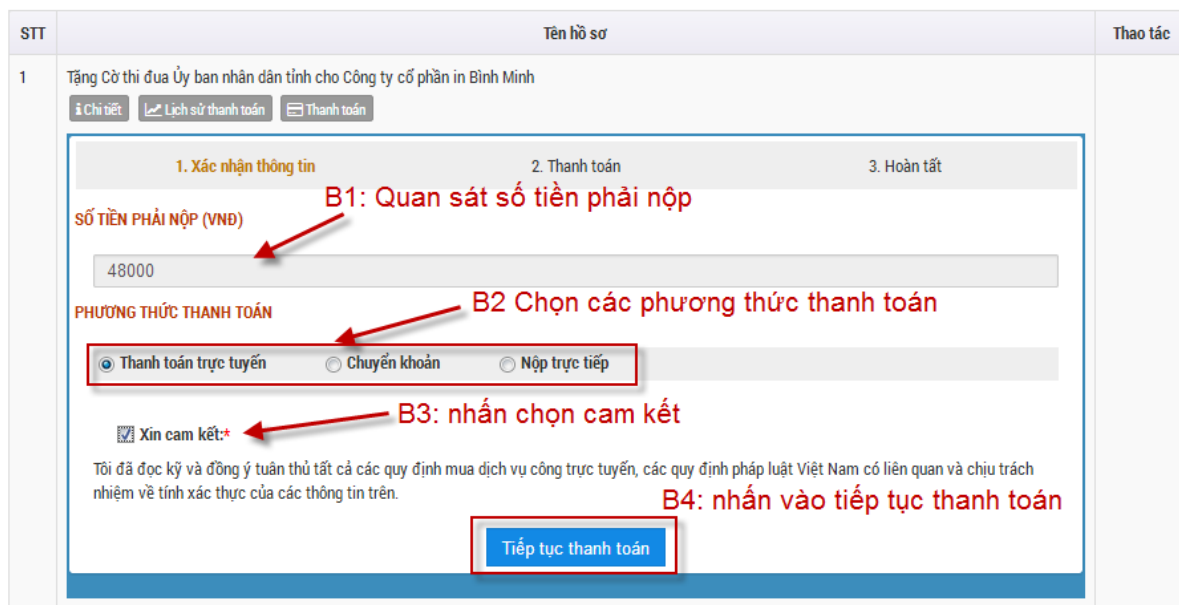 STT Tên hồ sơ Thao tác
1 Tặng Cờ thi đua Ủy ban nhân dân tỉnh cho Công ty cổ phần in Bình Minh
Chi tiết Lịch sử thanh toán Thanh toán
1. Xác nhận thông tin 2. Thanh toán 3. Hoàn tất
B1: Quan sát số tiền phải nộp
SỐ TIỀN PHẢI NỘP (VNĐ)
48000
B2 Chọn các phương thức thanh toán
PHƯƠNG THỨC THANH TOÁN
Thanh toán trực tuyến Chuyển khoản Nộp trực tiếp
B3: nhấn chọn cam kết
Xin cam kết:*
Tôi đã đọc kỹ và đồng ý tuân thủ tất cả các quy định mua dịch vụ công trực tuyến, các quy định pháp luật Việt Nam có liên quan và chịu trách
nhiệm về tính xác thực của các thông tin trên.
B4: nhấn vào tiếp tục thanh toán
Tiếp tục thanh toán